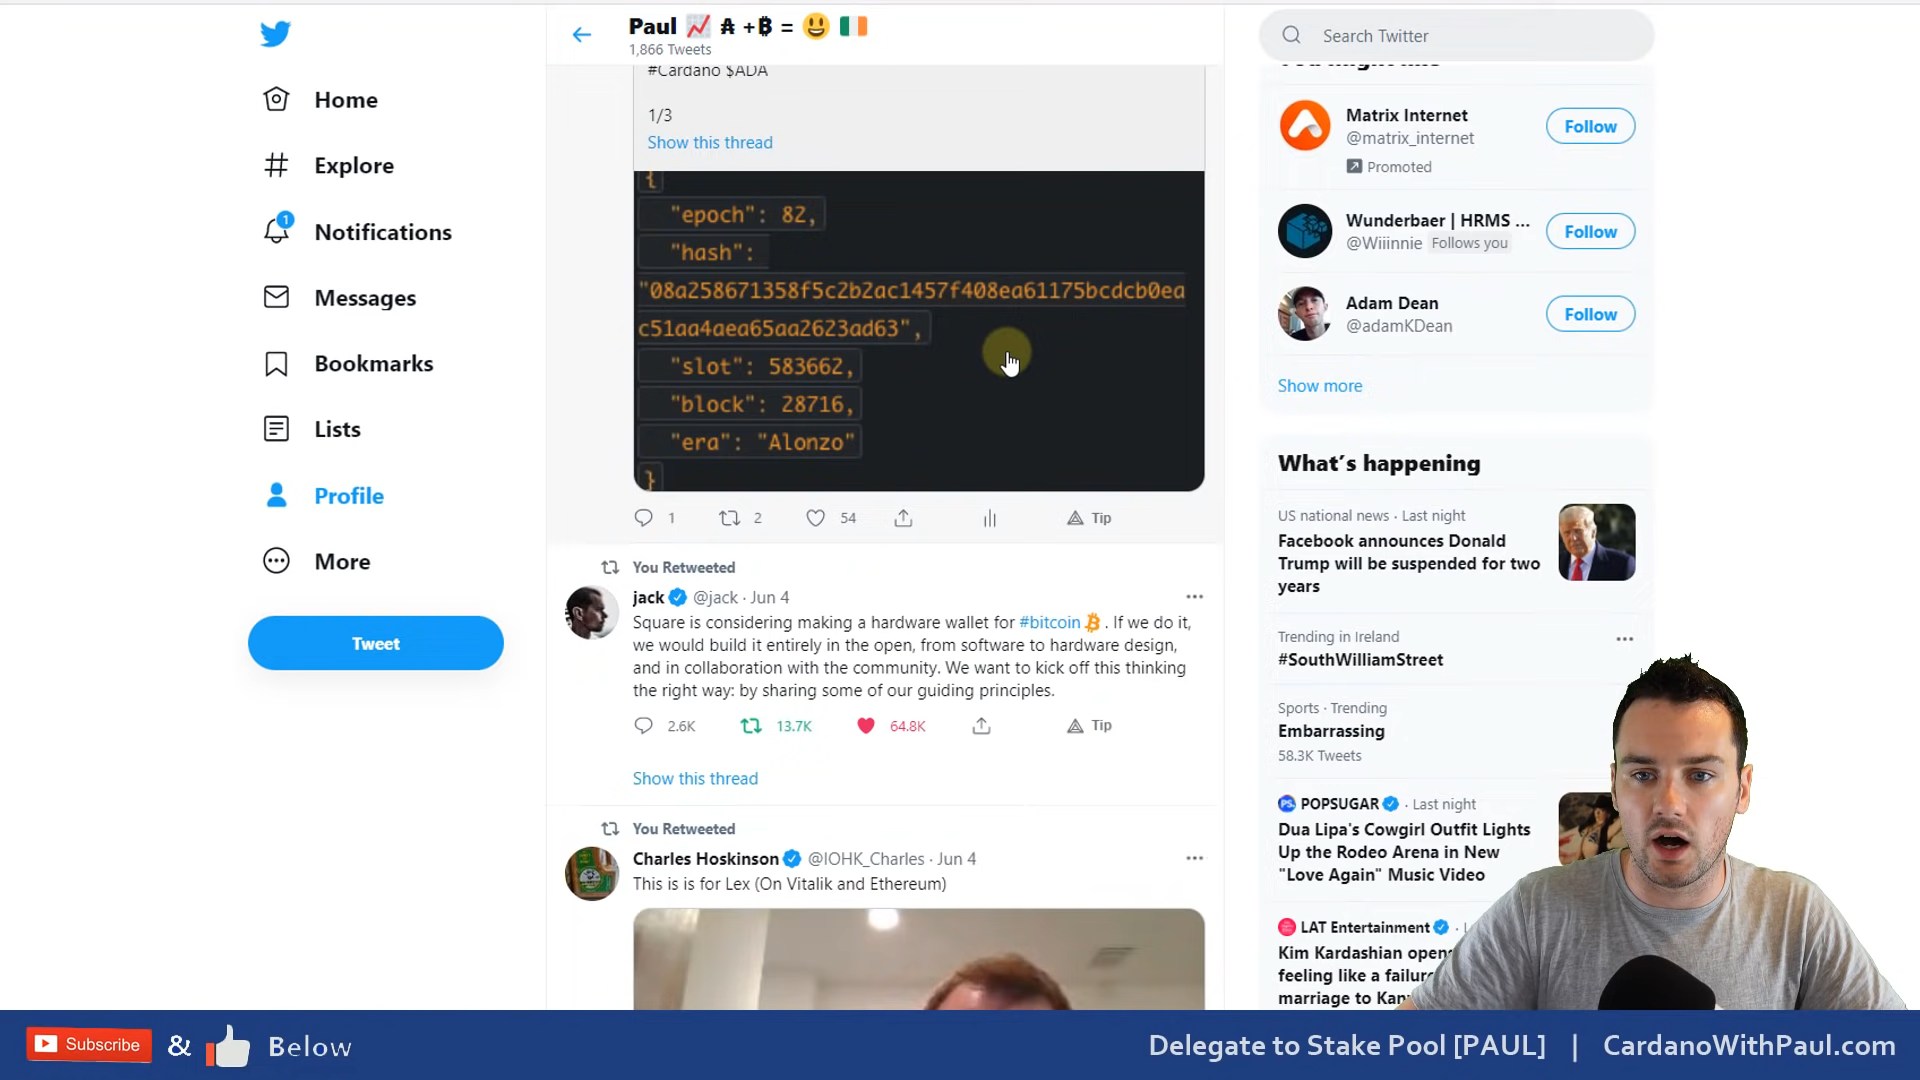 Home
Explore
1
Notifications
Messages
Bookmarks
Lists
Profile
More
Tweet
Paul 📈 ₳ +₿ = 😃 🇮🇪
1,866 Tweets
#Cardano $ADA
1/3
Show this thread
{
"epoch": 82,
"hash":
"08a258671358f5c2b2ac1457f408ea61175bcdcb0ea
c51aa4aea65aa2623ad63",
"slot": 583662,
"block": 28716,
"era": "Alonzo"
}
1 2 54 Tip
You Retweeted
jack @jack · Jun 4
Square is considering making a hardware wallet for #bitcoin . If we do it,
we would build it entirely in the open, from software to hardware design,
and in collaboration with the community. We want to kick off this thinking
the right way: by sharing some of our guiding principles.
2.6K 13.7K 64.8K Tip
Show this thread
You Retweeted
Charles Hoskinson @IOHK_Charles · Jun 4
This is is for Lex (On Vitalik and Ethereum)
Search Twitter
Matrix Internet
@matrix_internet
Promoted
Follow
Wunderbaer | HRMS ...
@Wiiinnie Follows you
Follow
Adam Dean
@adamKDean
Follow
Show more
What's happening
US national news · Last night
Facebook announces Donald
Trump will be suspended for two
years
Trending in Ireland
#SouthWilliamStreet
Sports · Trending
Embarrassing
58.3K Tweets
PS.
POPSUGAR · Last night
Dua Lipa's Cowgirl Outfit Lights
Up the Rodeo Arena in New
"Love Again" Music Video
LAT Entertainment ·
Kim Kardashian
feeling like a
marriage to
Subscribe & Below
Delegate to Stake Pool [PAUL] | CardanoWithPaul.com